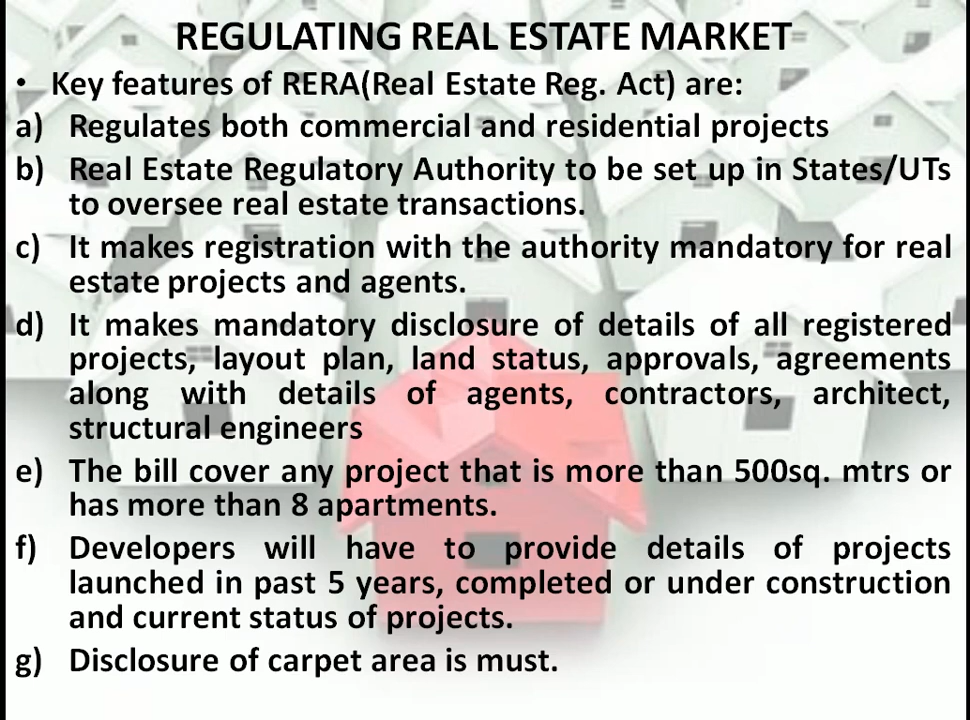 REGULATING REAL ESTATE MARKET
• Key features of RERA(Real Estate Reg. Act) are:
a) Regulates both commercial and residential projects
b) Real Estate Regulatory Authority to be set up in States/UTs
to oversee real estate transactions.
c) It makes registration with the authority mandatory for real
estate projects and agents.
d) It makes mandatory disclosure of details of all registered
projects, layout plan, land status, approvals, agreements
along with details of agents, contractors, architect,
structural engineers
e) The bill cover any project that is more than 500sq. mtrs or
has more than 8 apartments.
f) Developers will have to provide details of projects
launched in past 5 years, completed or under construction
and current status of projects.
g) Disclosure of carpet area is must.